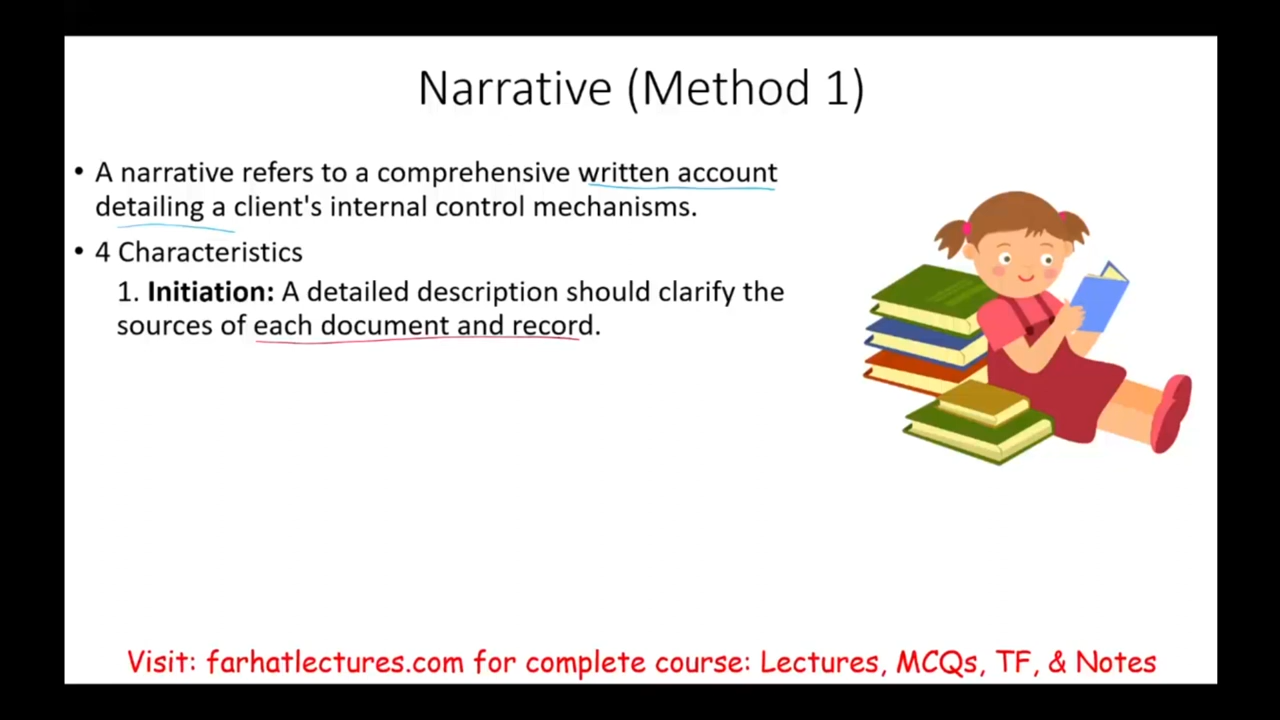 Narrative (Method 1)
• A narrative refers to a comprehensive written account
detailing a client's internal control mechanisms.
• 4 Characteristics
1. Initiation: A detailed description should clarify the
sources of each document and record.
Visit: farhatlectures.com for complete course: Lectures, MCQs, TF, & Notes